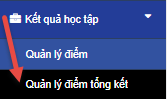 Kết quả học tập
Quản lý điểm
Quản lý điểm tổng kết